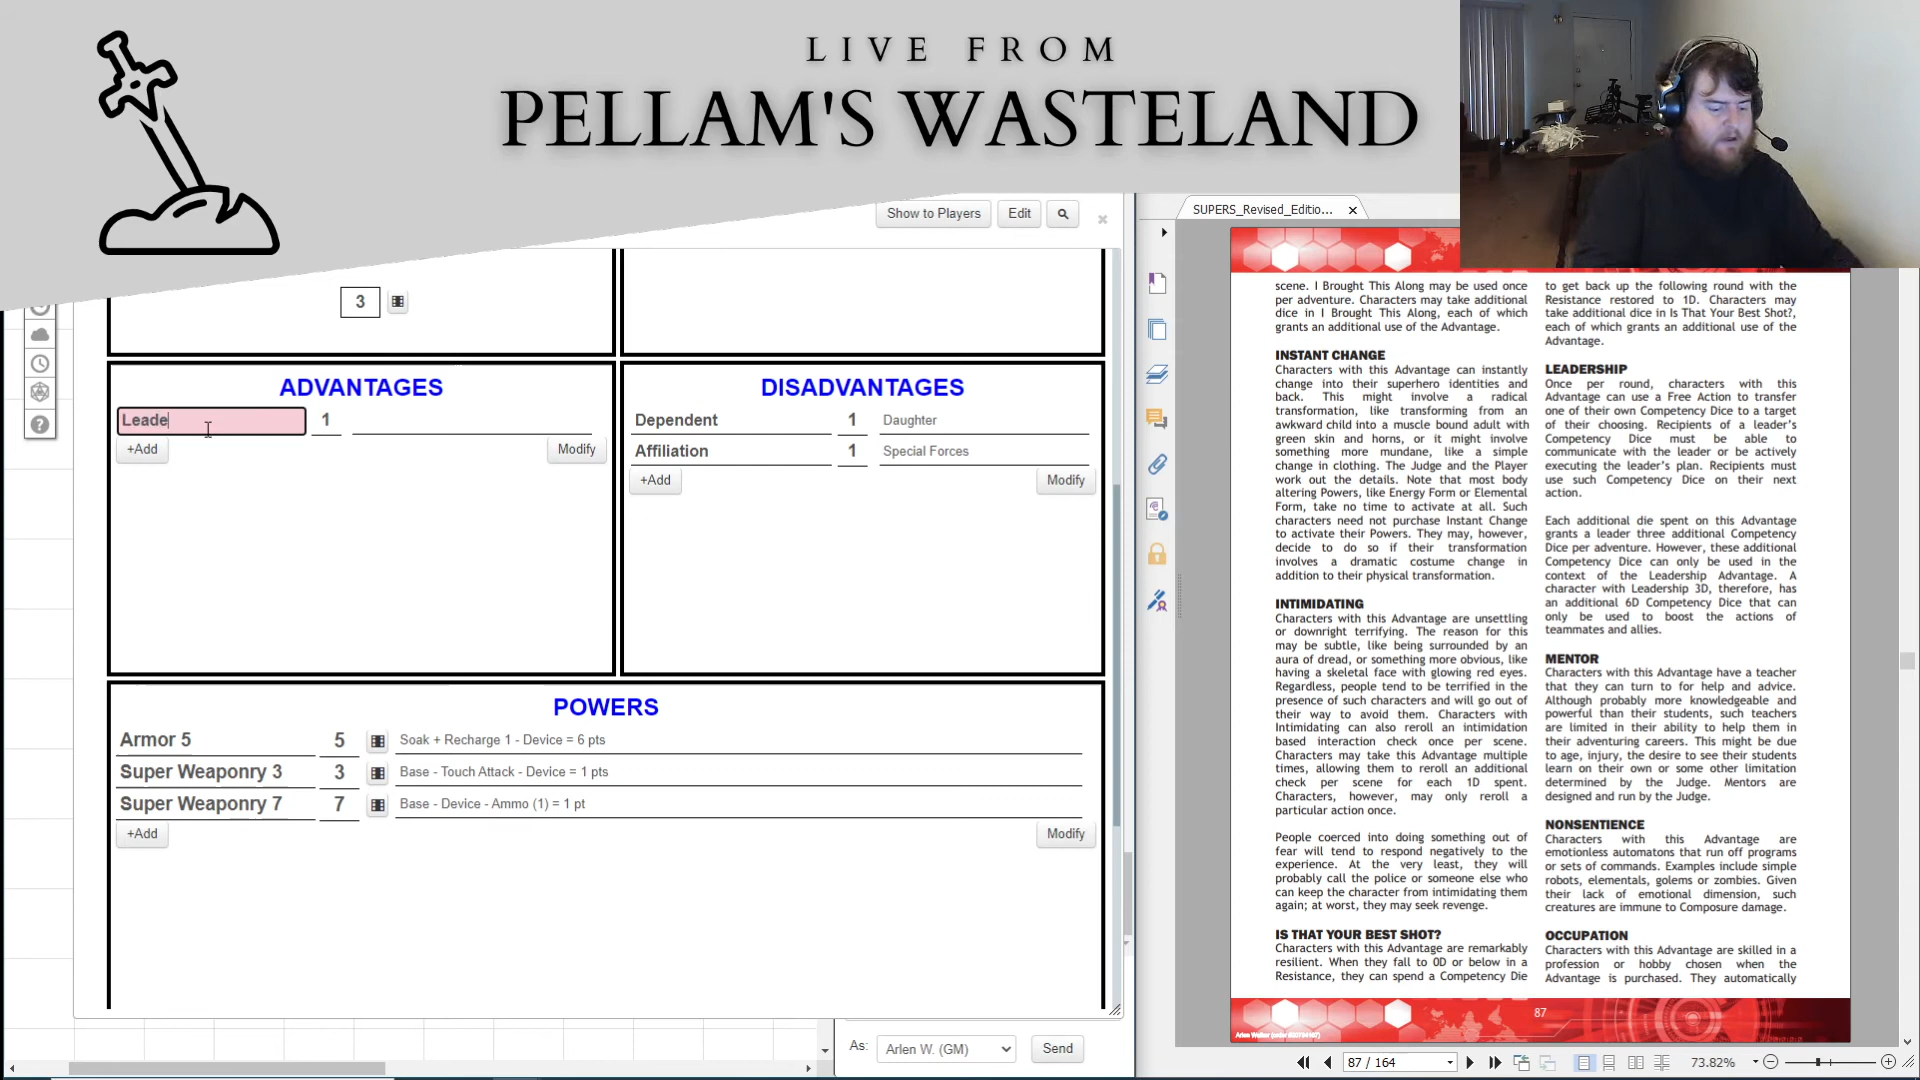 LIVE FROM
PELLAM'S WASTELAND
Show to Players
Edit
3
ADVANTAGES
Leade 1
+Add
Modify
DISADVANTAGES
Dependent 1 Daughter
Affiliation 1 Special Forces
+Add
Modify
POWERS
Armor 5 5 Soak + Recharge 1 - Device = 6 pts
Super Weaponry 3 3 Base - Touch Attack - Device = 1 pts
Super Weaponry 7 7 Base - Device - Ammo (1) = 1 pt
+Add
Modify
As: Arlen W. (GM)
Send
SUPERS_Revised_Editio...
scene. I Brought This Along may be used once
per adventure. Characters may take additional
dice in I Brought This Along, each of which
grants an additional use of the Advantage.
INSTANT CHANGE
Characters with this Advantage can instantly
change into their superhero identities and
back. This might involve a radical
transformation, like transforming from an
awkward child into a muscle bound adult with
green skin and horns, or it might involve
something more mundane, like a simple
change in clothing. The Judge and the Player
work out the details. Note that most body
altering Powers, like Energy Form or Elemental
Form, take no time to activate at all. Such
characters need not purchase Instant Change
to activate their Powers. They may, however,
decide to do so if their transformation
involves a dramatic costume change in
addition to their physical transformation.
INTIMIDATING
Characters with this Advantage are unsettling
or downright terrifying. The reason for this
may be subtle, like being surrounded by an
aura of dread, or something more obvious, like
having a skeletal face with glowing red eyes.
Regardless, people tend to be terrified in the
presence of such characters and will go out of
their way to avoid them. Characters with
Intimidating can also reroll an intimidation
based interaction check once per scene.
Characters may take this Advantage multiple
times, allowing them to reroll an additional
check per scene for each 1D spent.
Characters, however, may only reroll a
particular action once.
People coerced into doing something out of
fear will tend to respond negatively to the
experience. At the very least, they will
probably call the police or someone else who
can keep the character from intimidating them
again; at worst, they may seek revenge.
IS THAT YOUR BEST SHOT?
Characters with this Advantage are remarkably
resilient. When they fall to 0D or below in a
Resistance, they can spend a Competency Die
to get back up the following round with the
Resistance restored to 1D. Characters may
take additional dice in Is That Your Best Shot?,
each of which grants an additional use of the
Advantage.
LEADERSHIP
Once per round, characters with this
Advantage can use a Free Action to transfer
one of their own Competency Dice to a target
of their choosing. Recipients of a leader's
Competency Dice must be able to
communicate with the leader or be actively
executing the leader's plan. Recipients must
use such Competency Dice on their next
action.
Each additional die spent on this Advantage
grants a leader three additional Competency
Dice per adventure. However, these additional
Competency Dice can only be used in the
context of the Leadership Advantage. A
character with Leadership 3D, therefore, has
an additional 6D Competency Dice that can
only be used to boost the actions of
teammates and allies.
MENTOR
Characters with this Advantage have a teacher
that they can turn to for help and advice.
Although probably more knowledgeable and
powerful than their students, such teachers
are limited in their ability to help them in
their adventuring careers. This might be due
to age, injury, the desire to see their students
learn on their own or some other limitation
determined by the Judge. Mentors are
designed and run by the Judge.
NONSENTIENCE
Characters with this Advantage are
emotionless automatons that run off programs
or sets of commands. Examples include simple
robots, elementals, golems or zombies. Given
their lack of emotional dimension, such
creatures are immune to Composure damage.
OCCUPATION
Characters with this Advantage are skilled in a
profession or hobby chosen when the
Advantage is purchased. They automatically
87
87 / 164
73.82%